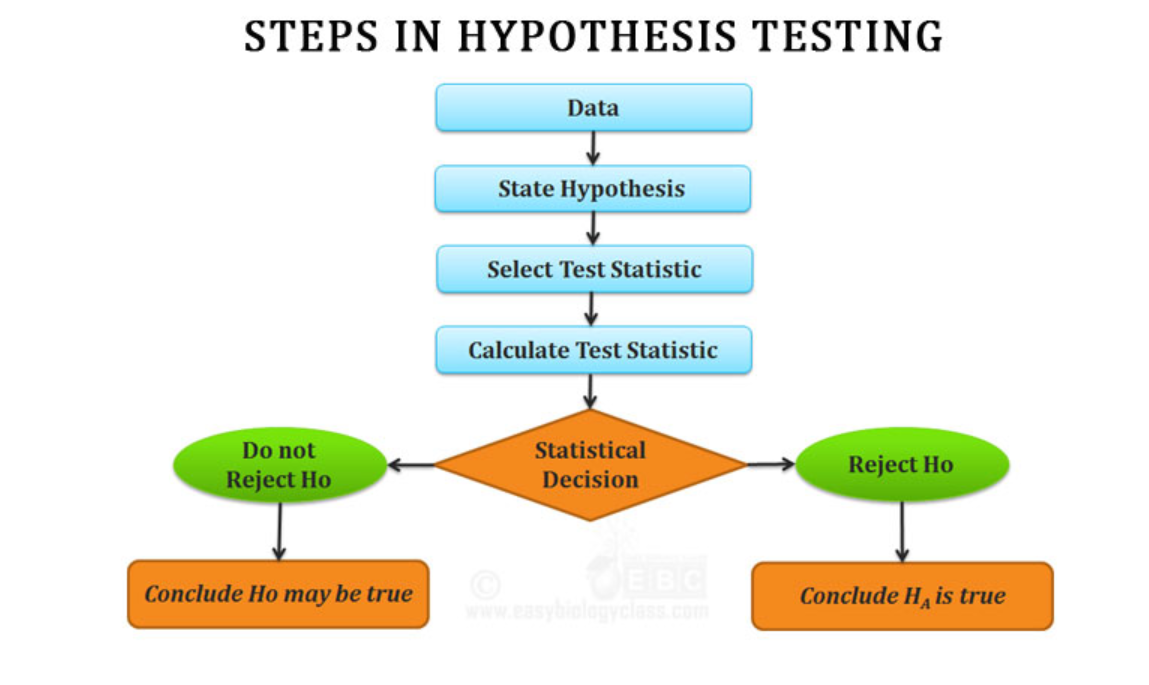 STEPS IN HYPOTHESIS TESTING
Data
State Hypothesis
Select Test Statistic
Calculate Test Statistic
Statistical
Decision
Do not
Reject Ho
Reject Ho
Conclude Ho may be true
Conclude HA is true
© EBC
www.easybiologyclass.com